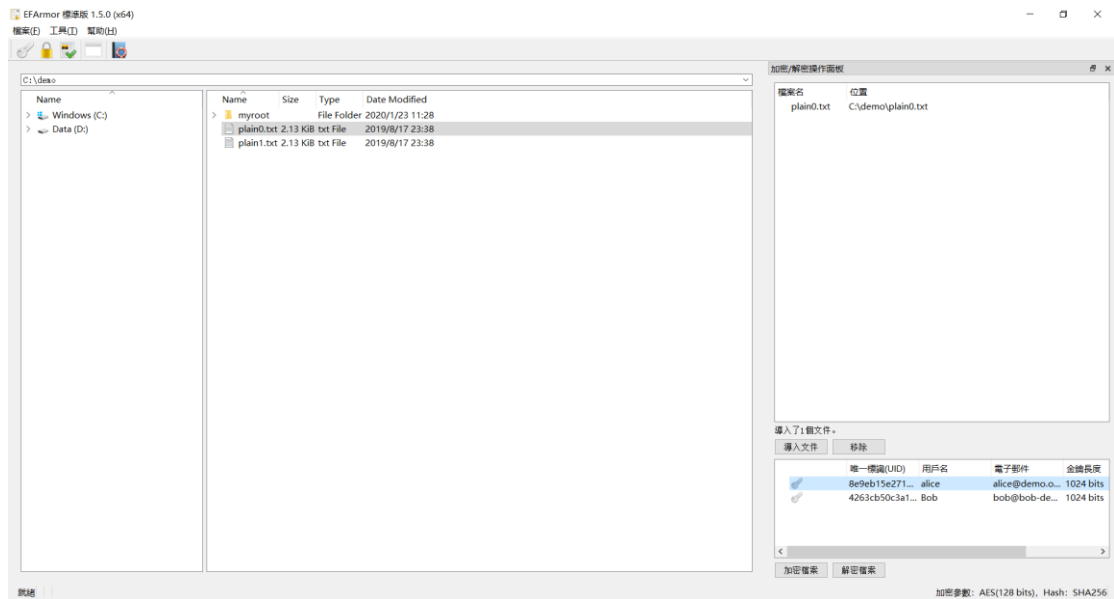 EFArmor 標準版 1.5.0 (x64)
檔案(F) 工具(T) 幫助(H)
C:\demo
Name
Windows (C:)
Data (D:)
Name Size Type Date Modified
myroot File Folder 2020/1/23 11:28
plain0.txt 2.13 KiB txt File 2019/8/17 23:38
plain1.txt 2.13 KiB txt File 2019/8/17 23:38
加密/解密操作面板
檔案名 位置
plain0.txt C:\demo\plain0.txt
導入了1個文件。
導入文件 移除
唯一標識(UID) 用戶名 電子郵件 金鑰長度
8e9eb15e271... alice alice@demo.o... 1024 bits
4263cb50c3a1... Bob bob@bob-de... 1024 bits
加密檔案 解密檔案
就緒
加密參數: AES(128 bits), Hash: SHA256